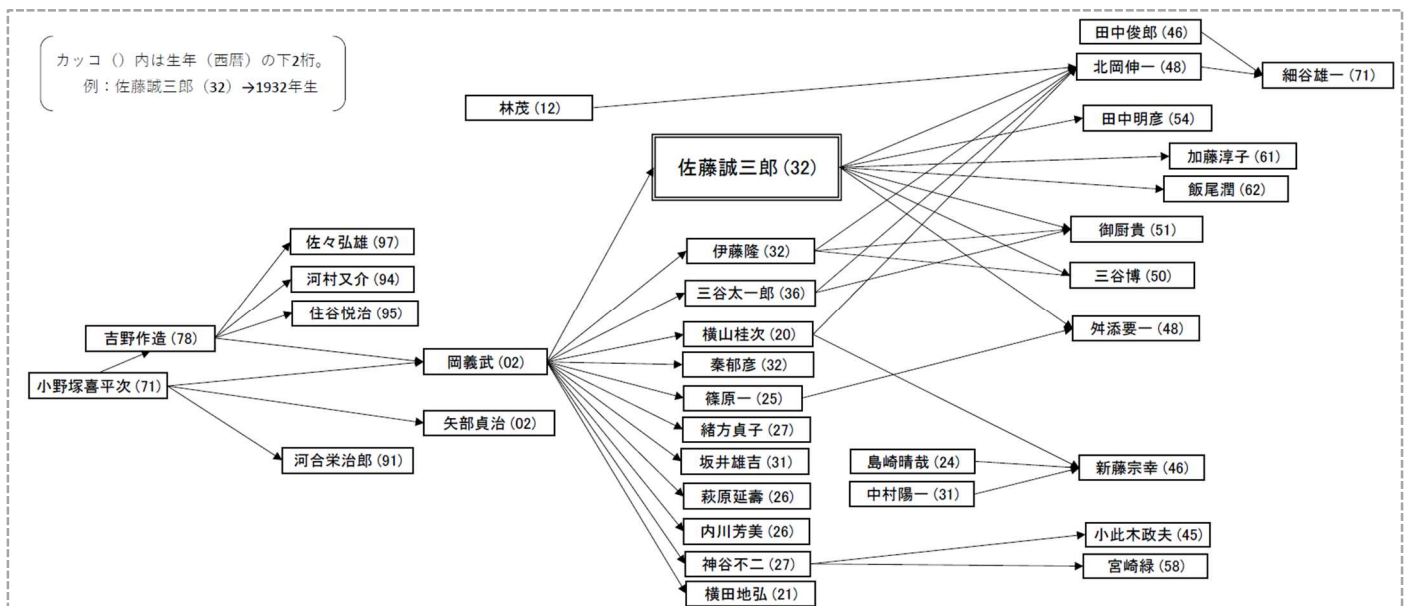 カッコ（）内は生年（西暦）の下2桁。
例：佐藤誠三郎（32）→1932年生
田中俊郎(46)
北岡伸一(48)
細谷雄一(71)
林茂(12)
田中明彦(54)
佐藤誠三郎(32)
加藤淳子(61)
飯尾潤(62)
御厨貴(51)
佐々弘雄(97)
伊藤隆(32)
河村又介(94)
三谷博(50)
三谷太一郎(36)
住谷悦治(95)
舛添要一(48)
吉野作造(78)
横山桂次(20)
岡義武(02)
秦郁彦(32)
小野塚喜平次(71)
篠原一(25)
矢部貞治(02)
緒方貞子(27)
河合栄治郎(91)
坂井雄吉(31)
島崎晴哉(24)
新藤宗幸(46)
萩原延壽(26)
中村陽一(31)
内川芳美(26)
小此木政夫(45)
神谷不二(27)
宮崎緑(58)
横田地弘(21)